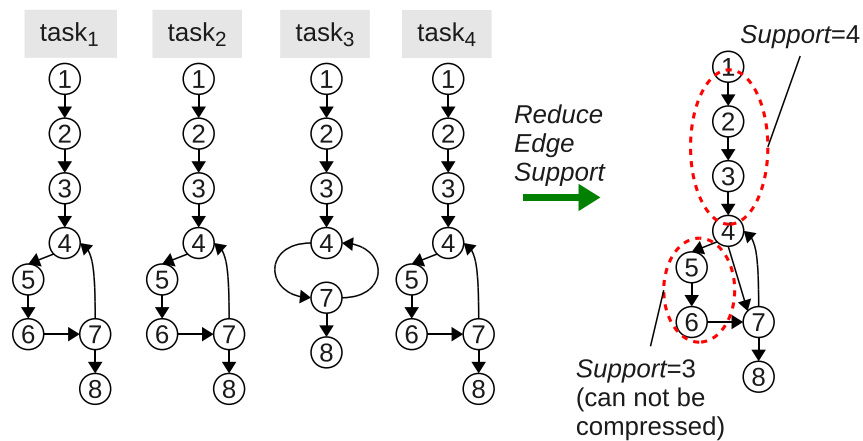 task1 task2 task3 task4
1 1 1 1
2 2 2 2
3 3 3 3
4 4 4 4
5 5 5
6 7 6 7 7 6 7
8 8 8 8
Reduce
Edge
Support
Support=4
1
2
3
4
5
6 7
8
Support=3
(can not be
compressed)